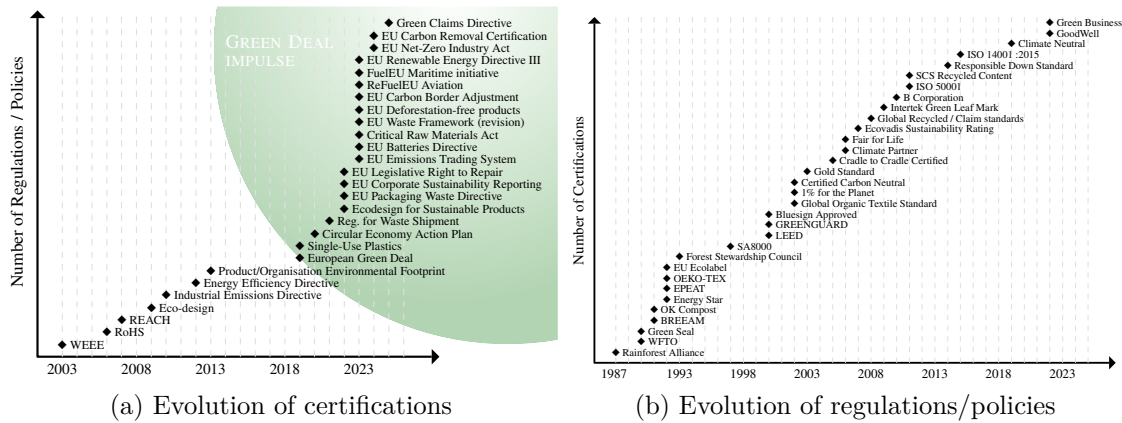 Number of Regulations / Policies
GREEN DEAL
IMPULSE
Green Claims Directive
EU Carbon Removal Certification
EU Net-Zero Industry Act
EU Renewable Energy Directive III
FuelEU Maritime initiative
ReFuelEU Aviation
EU Carbon Border Adjustment
EU Deforestation-free products
EU Waste Framework (revision)
Critical Raw Materials Act
EU Batteries Directive
EU Emissions Trading System
EU Legislative Right to Repair
EU Corporate Sustainability Reporting
EU Packaging Waste Directive
Ecodesign for Sustainable Products
Reg. for Waste Shipment
Circular Economy Action Plan
Single-Use Plastics
European Green Deal
Product/Organisation Environmental Footprint
Energy Efficiency Directive
Industrial Emissions Directive
Eco-design
REACH
RoHS
WEEE
2003 2008 2013 2018 2023
(a) Evolution of certifications
Number of Certifications
Green Business
GoodWell
Climate Neutral
ISO 14001 :2015
Responsible Down Standard
SCS Recycled Content
ISO 50001
B Corporation
Intertek Green Leaf Mark
Global Recycled / Claim standards
Ecovadis Sustainability Rating
Fair for Life
Climate Partner
Cradle to Cradle Certified
Gold Standard
Certified Carbon Neutral
1% for the Planet
Global Organic Textile Standard
Bluesign Approved
GREENGUARD
LEED
SA8000
Forest Stewardship Council
EU Ecolabel
OEKO-TEX
EPEAT
Energy Star
OK Compost
BREEAM
Green Seal
WFTO
Rainforest Alliance
1987 1993 1998 2003 2008 2013 2018 2023
(b) Evolution of regulations/policies